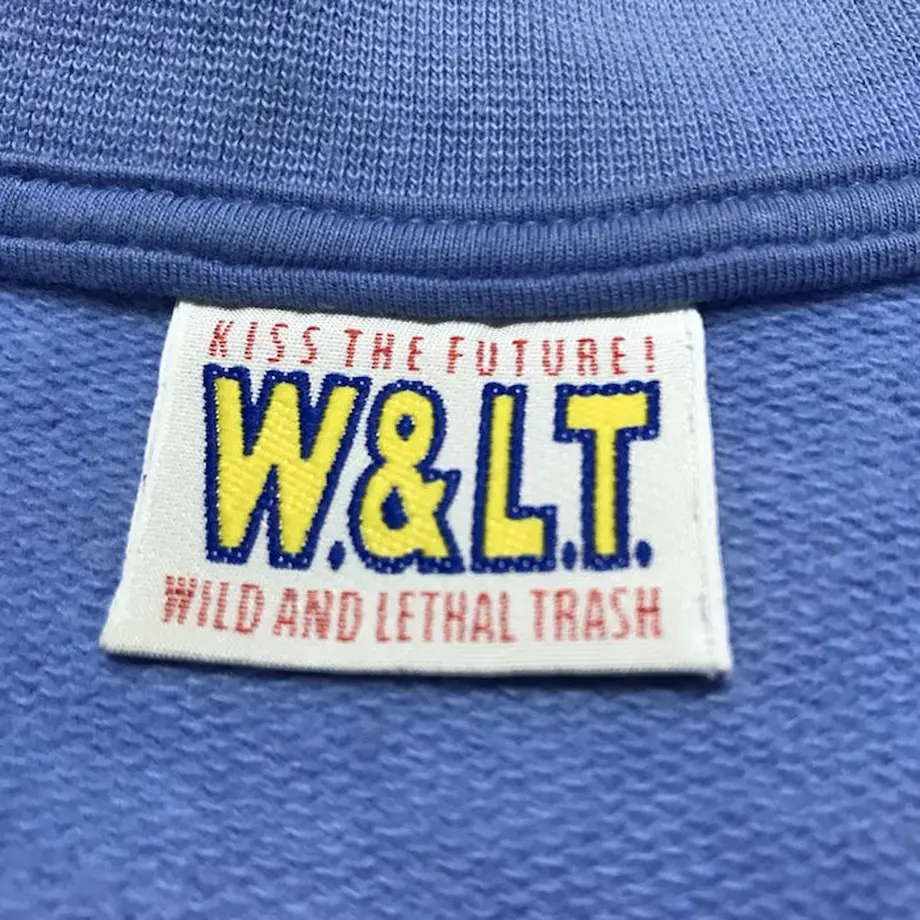 KISS THE FUTURE!
W.&L.T.
WILD AND LETHAL TRASH